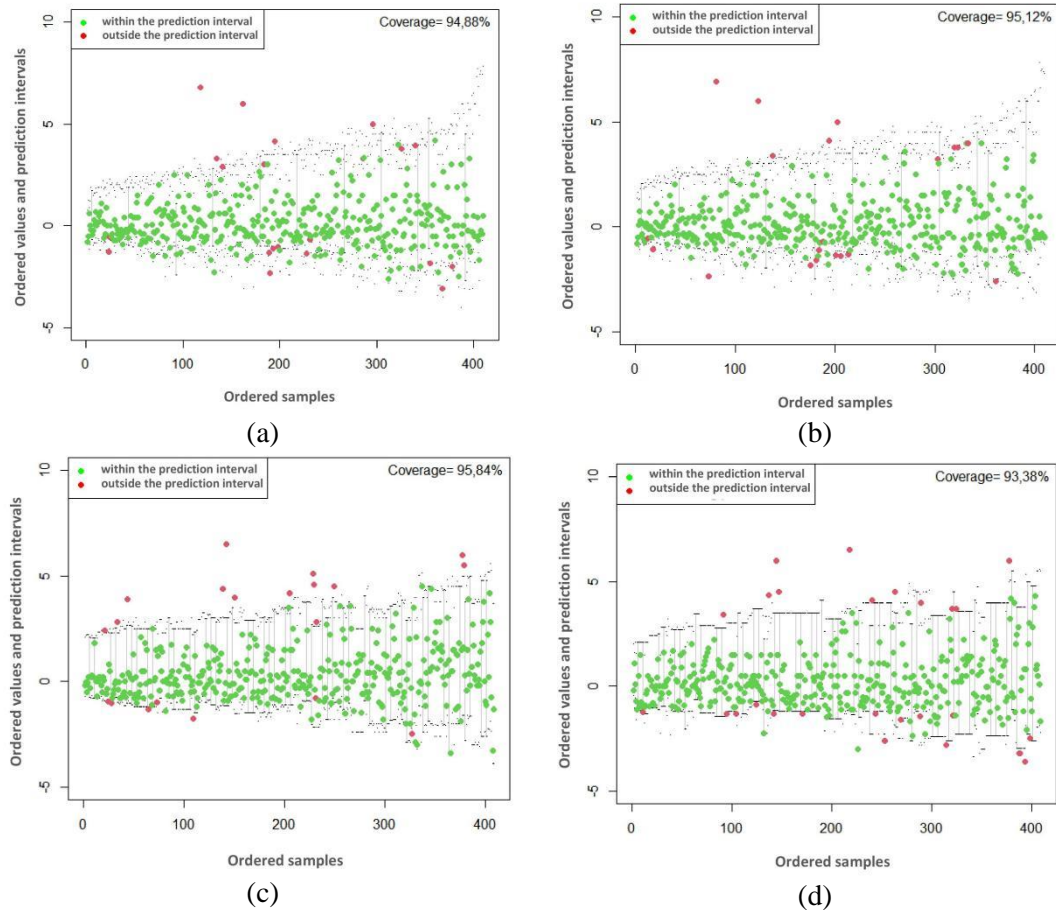 within the prediction interval
outside the prediction interval
Coverage= 94,88%
Ordered values and prediction intervals
10
5
0
-5
0 100 200 300 400
Ordered samples
(a)
within the prediction interval
outside the prediction interval
Coverage= 95,12%
Ordered values and prediction intervals
10
5
0
-5
0 100 200 300 400
Ordered samples
(b)
within the prediction interval
outside the prediction interval
Coverage= 95,84%
Ordered values and prediction intervals
10
5
0
-5
0 100 200 300 400
Ordered samples
(c)
within the prediction interval
outside the prediction interval
Coverage= 93,38%
Ordered values and prediction intervals
10
5
0
-5
0 100 200 300 400
Ordered samples
(d)